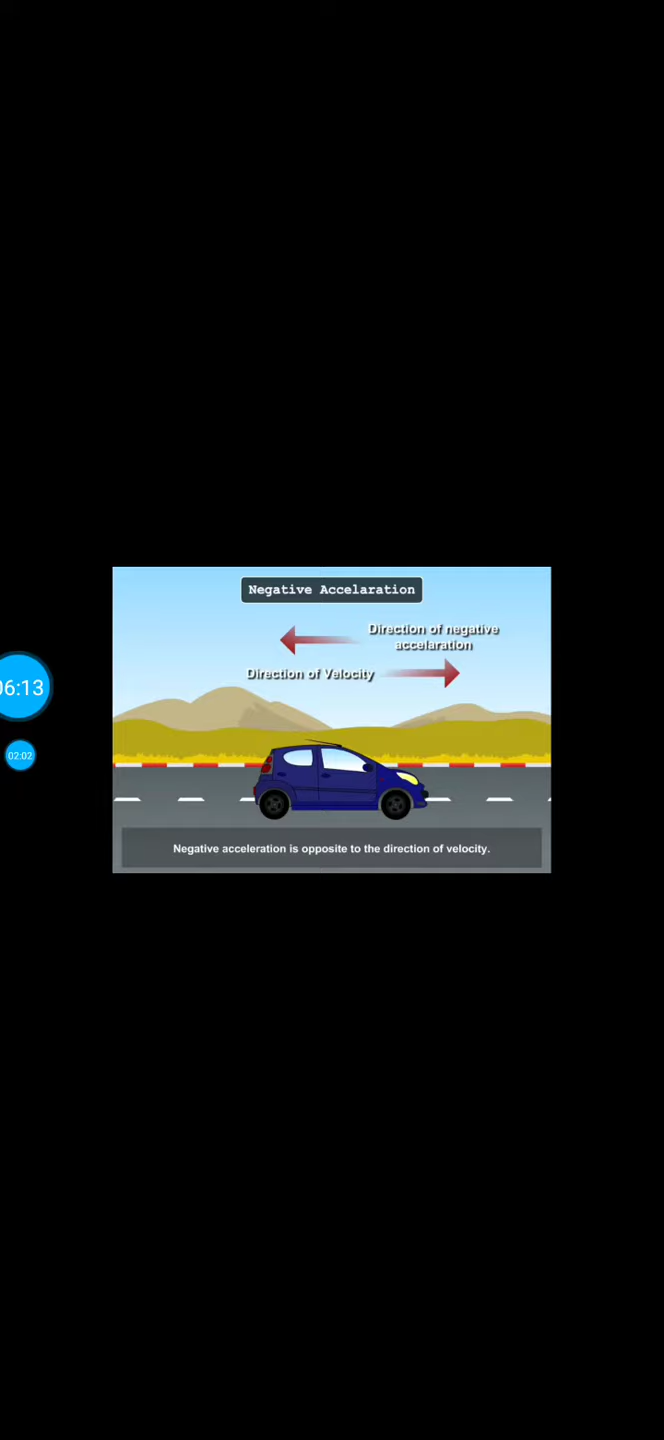 Negative Accelaration
Direction of negative
accelaration
Direction of Velocity
06:13
02:02
Negative acceleration is opposite to the direction of velocity.